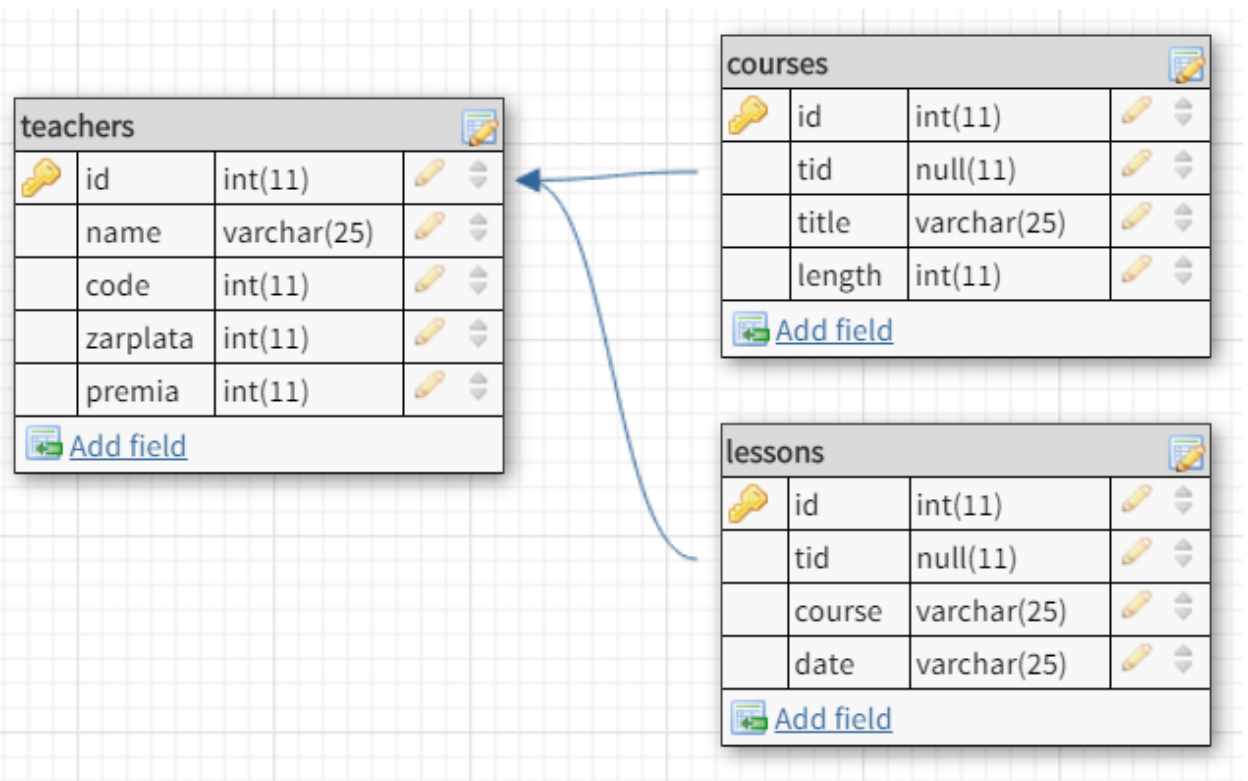 teachers
id int(11)
name varchar(25)
code int(11)
zarplata int(11)
premia int(11)
Add field
courses
id int(11)
tid null(11)
title varchar(25)
length int(11)
Add field
lessons
id int(11)
tid null(11)
course varchar(25)
date varchar(25)
Add field